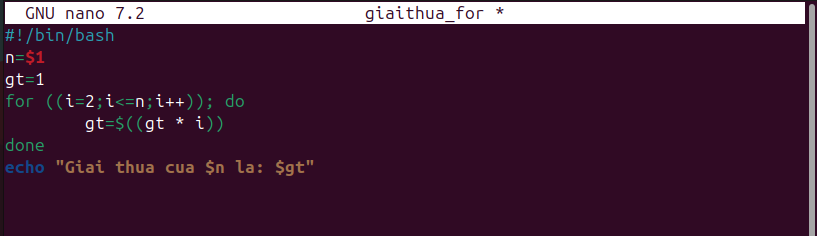 GNU nano 7.2 giaithua_for *
#!/bin/bash
n=$1
gt=1
for ((i=2;i<=n;i++)); do
        gt=$((gt * i))
done
echo "Giai thua cua $n la: $gt"